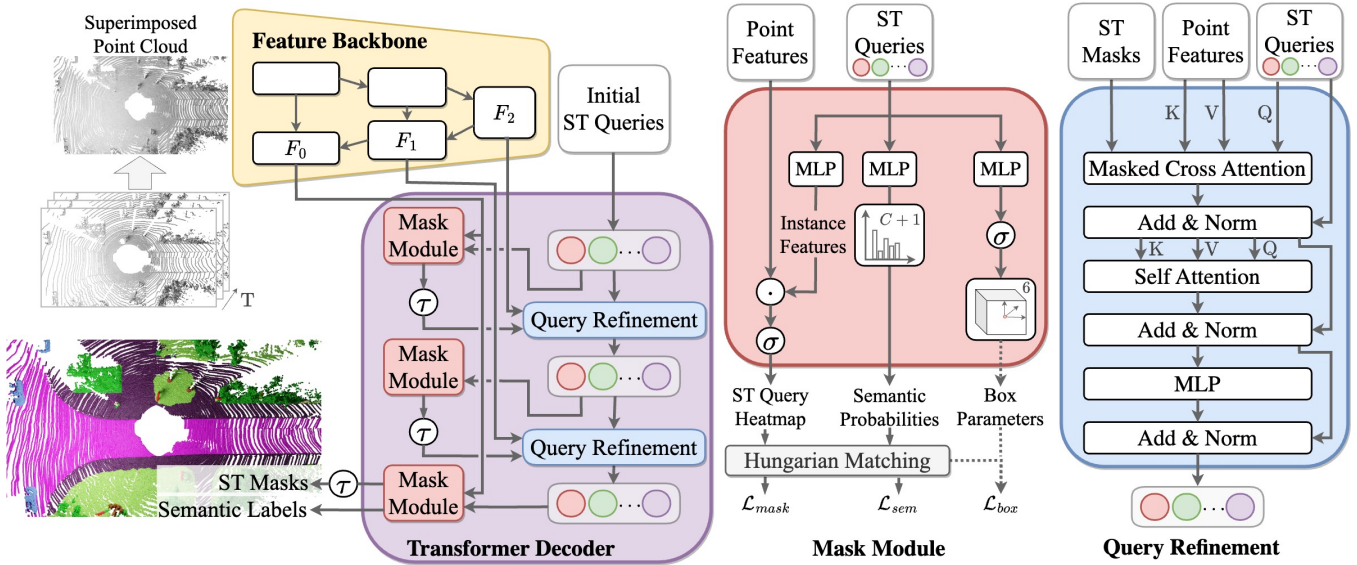 Superimposed
Point Cloud
T
Feature Backbone
F₀
F₁
F₂
Initial
ST Queries
Mask
Module
τ
Query Refinement
Mask
Module
τ
Query Refinement
Mask
Module
τ
ST Masks
Semantic Labels
Transformer Decoder
Point
Features
ST
Queries
MLP
MLP
MLP
Instance
Features
C + 1
σ
6
σ
ST Query
Heatmap
Semantic
Probabilities
Box
Parameters
Hungarian Matching
ℒmask
ℒsem
ℒbox
Mask Module
ST
Masks
Point
Features
ST
Queries
K
V
Q
Masked Cross Attention
Add & Norm
K
V
Q
Self Attention
Add & Norm
MLP
Add & Norm
Query Refinement